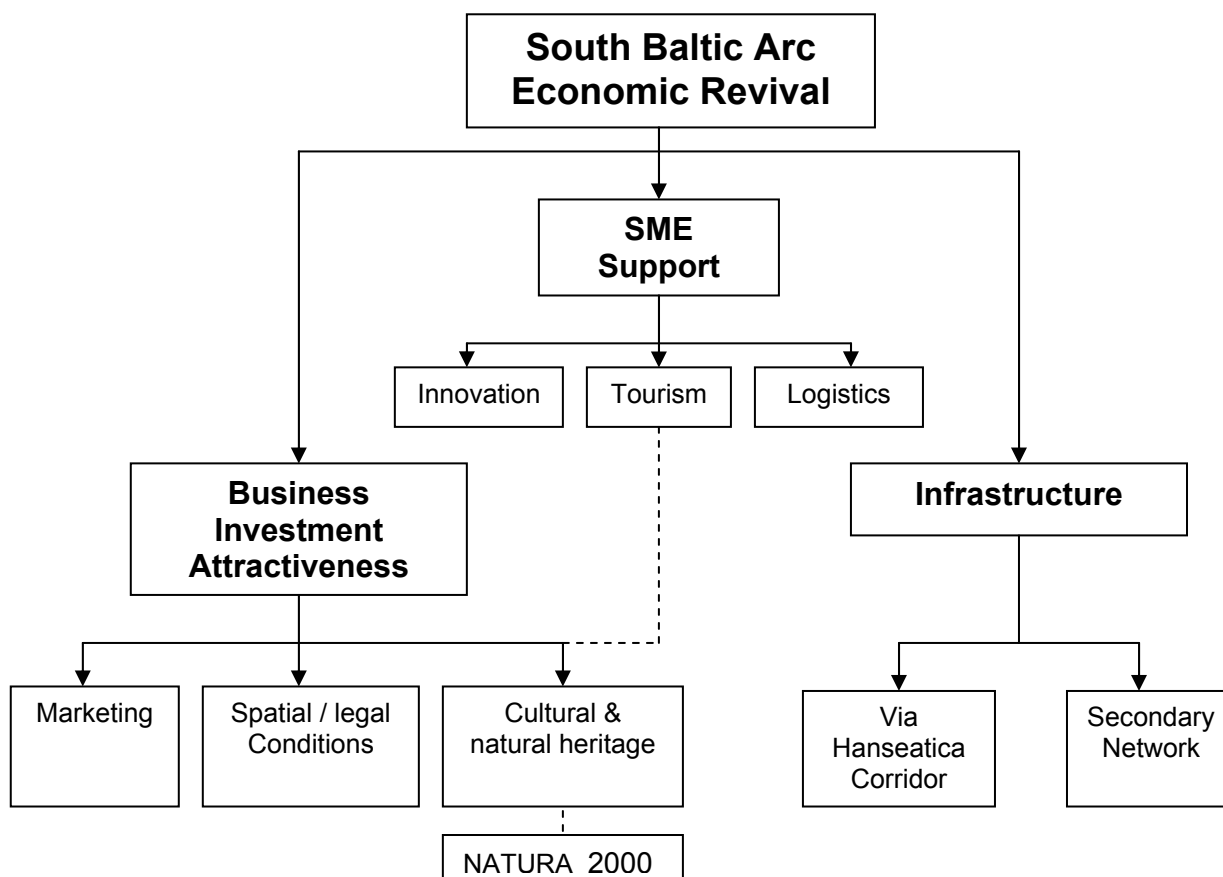 South Baltic Arc
Economic Revival
SME
Support
Innovation
Tourism
Logistics
Business
Investment
Attractiveness
Infrastructure
Marketing
Spatial / legal
Conditions
Cultural &
natural heritage
Via
Hanseatica
Corridor
Secondary
Network
NATURA 2000